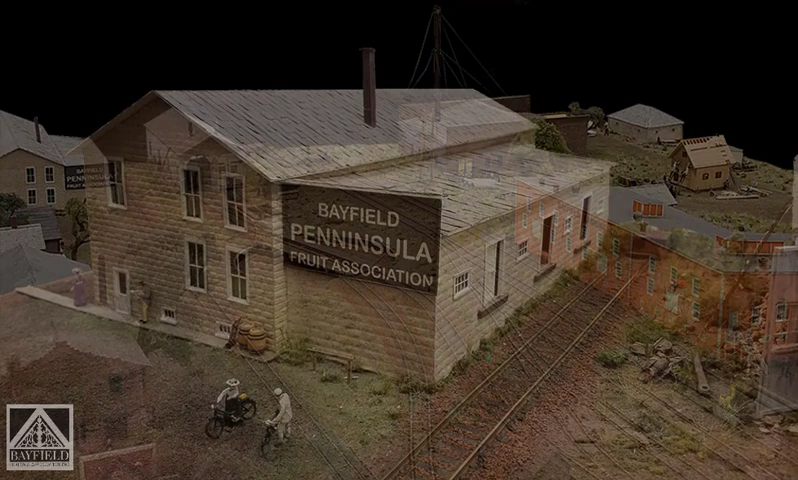 BAYFIELD
PENNINSULA
FRUIT ASSOCIATION
BAYFIELD
PENNINSULA
BAYFIELD